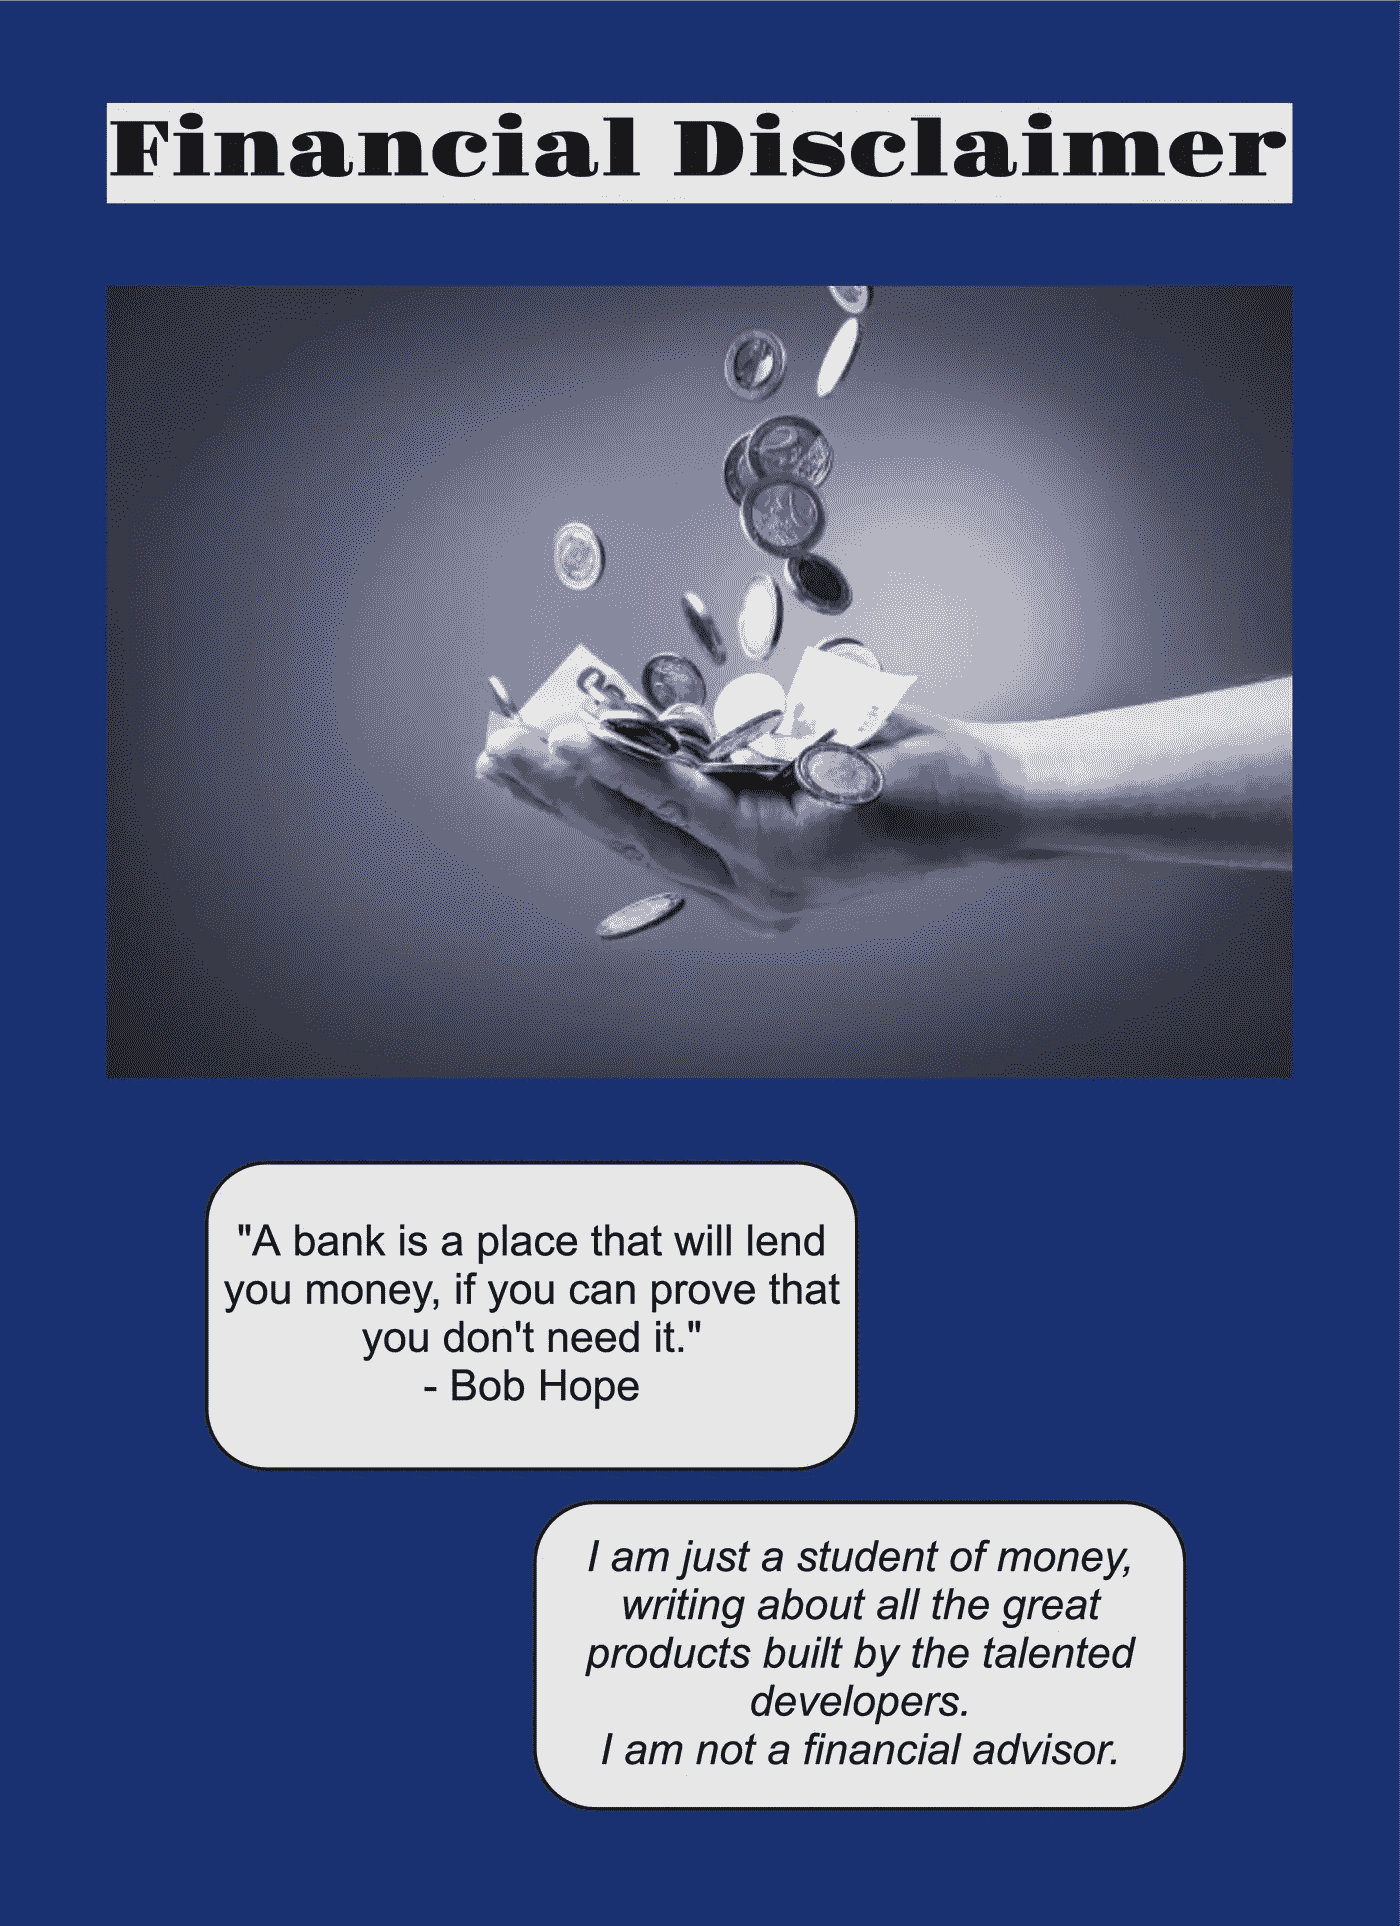 Financial Disclaimer
"A bank is a place that will lend
you money, if you can prove that
you don't need it."
- Bob Hope
I am just a student of money,
writing about all the great
products built by the talented
developers.
I am not a financial advisor.